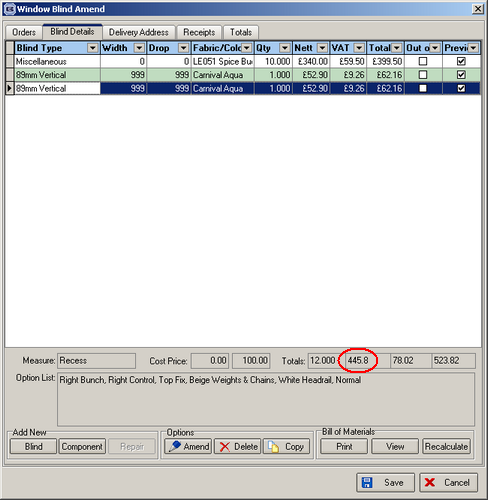 Window Blind Amend
Orders Blind Details Delivery Address Receipts Totals
Blind Type Width Drop Fabric/Colo Qty Nett VAT Total Out o Previ
Miscellaneous 0 0 LE051 Spice Bu 10.000 £340.00 £59.50 £399.50
89mm Vertical 999 999 Carnival Aqua 1.000 £52.90 £9.26 £62.16
89mm Vertical 999 999 Carnival Aqua 1.000 £52.90 £9.26 £62.16
Measure: Recess Cost Price: 0.00 100.00 Totals: 12.000 445.8 78.02 523.82
Option List: Right Bunch, Right Control, Top Fix, Beige Weights & Chains, White Headrail, Normal
Add New Options Bill of Materials
Blind Component Repair Amend Delete Copy Print View Recalculate
Save Cancel